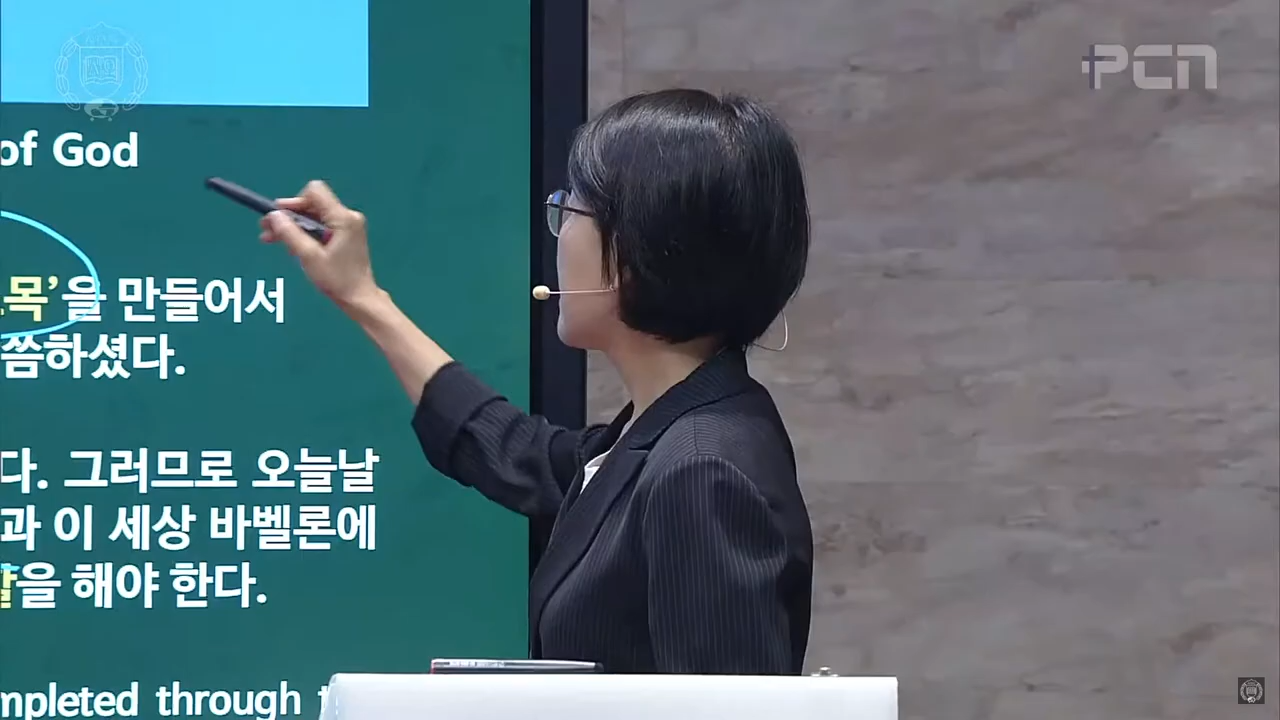 PCN
of God
목’을 만들어서
쯤하셨다.
다. 그러므로 오늘날
과 이 세상 바벨론에
을 해야 한다.
mpleted through